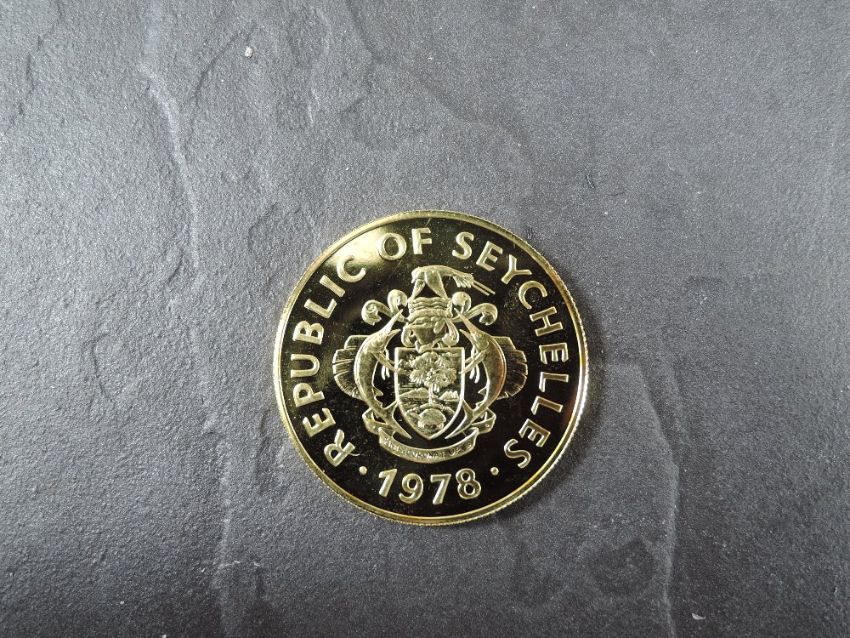 REPUBLIC OF SEYCHELLES
· 1978 ·